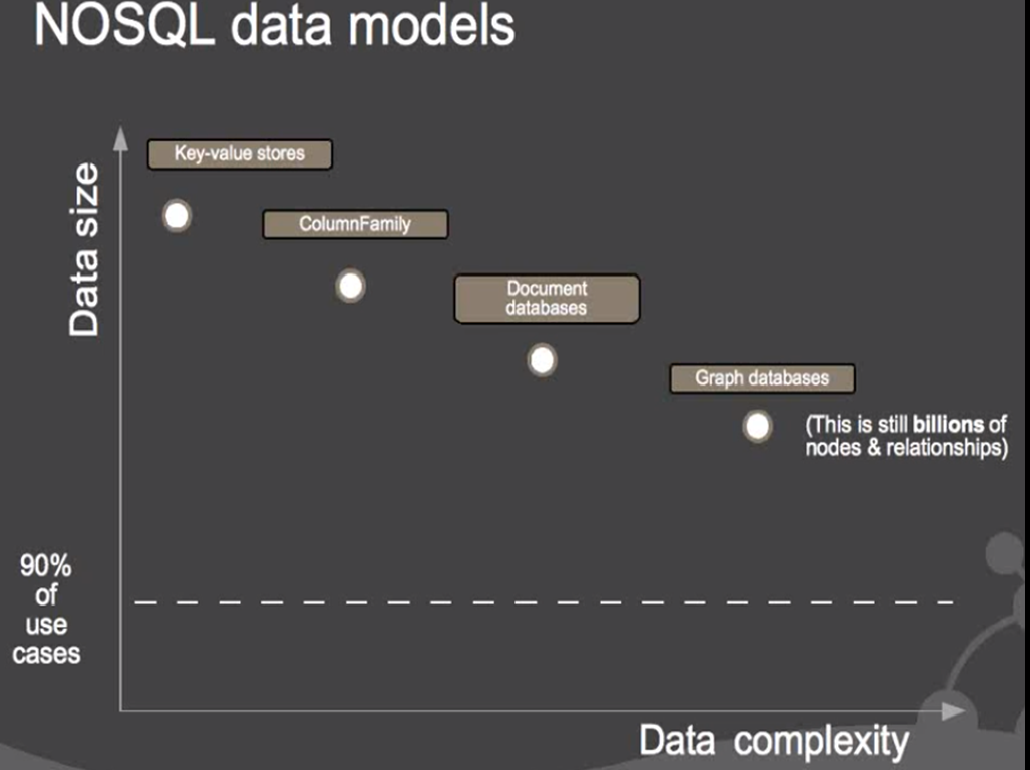 NOSQL data models
Data size
Key-value stores
ColumnFamily
Document
databases
Graph databases
(This is still billions of
nodes & relationships)
90%
of
use
cases
Data complexity